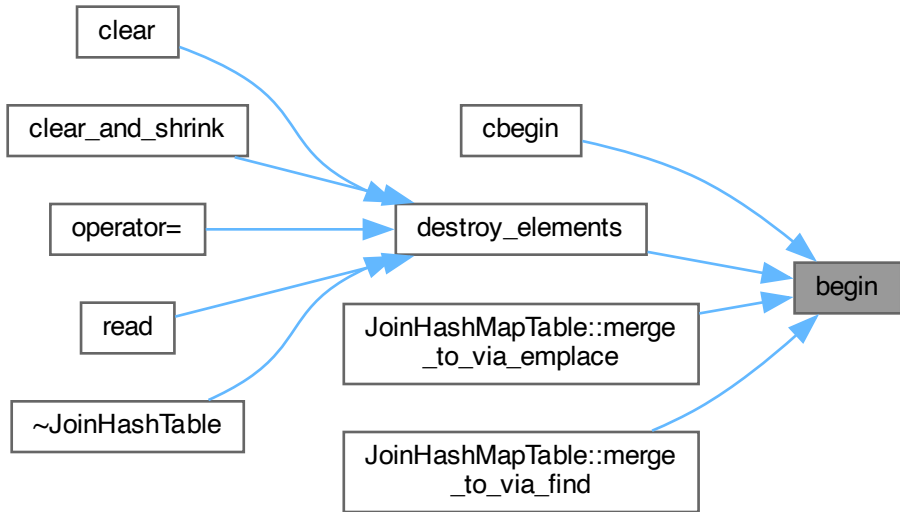 clear
clear_and_shrink
operator=
read
~JoinHashTable
cbegin
destroy_elements
JoinHashMapTable::merge
_to_via_emplace
JoinHashMapTable::merge
_to_via_find
begin